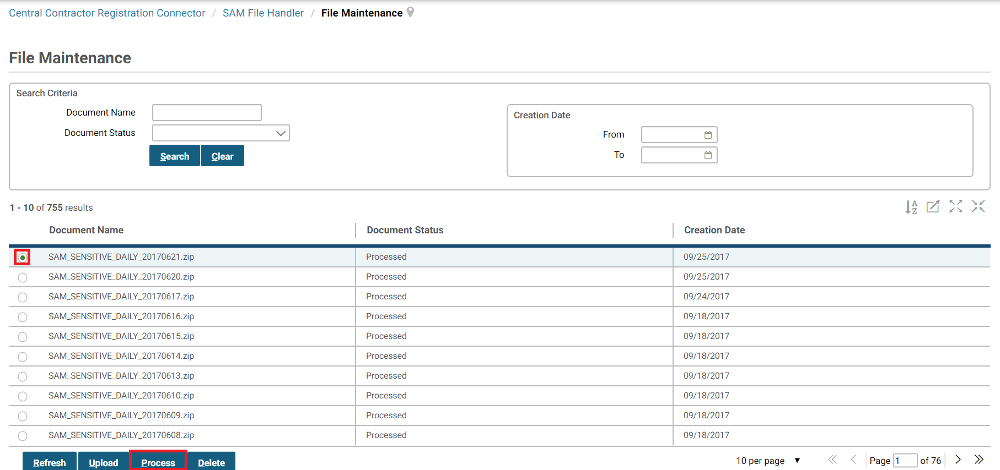 Central Contractor Registration Connector / SAM File Handler / File Maintenance
File Maintenance
Search Criteria
Document Name
Document Status
Search Clear
Creation Date
From
To
1 - 10 of 755 results
Document Name Document Status Creation Date
SAM_SENSITIVE_DAILY_20170621.zip Processed 09/25/2017
SAM_SENSITIVE_DAILY_20170620.zip Processed 09/25/2017
SAM_SENSITIVE_DAILY_20170617.zip Processed 09/24/2017
SAM_SENSITIVE_DAILY_20170616.zip Processed 09/18/2017
SAM_SENSITIVE_DAILY_20170615.zip Processed 09/18/2017
SAM_SENSITIVE_DAILY_20170614.zip Processed 09/18/2017
SAM_SENSITIVE_DAILY_20170613.zip Processed 09/18/2017
SAM_SENSITIVE_DAILY_20170610.zip Processed 09/18/2017
SAM_SENSITIVE_DAILY_20170609.zip Processed 09/18/2017
SAM_SENSITIVE_DAILY_20170608.zip Processed 09/18/2017
Refresh Upload Process Delete 10 per page Page 1 of 76